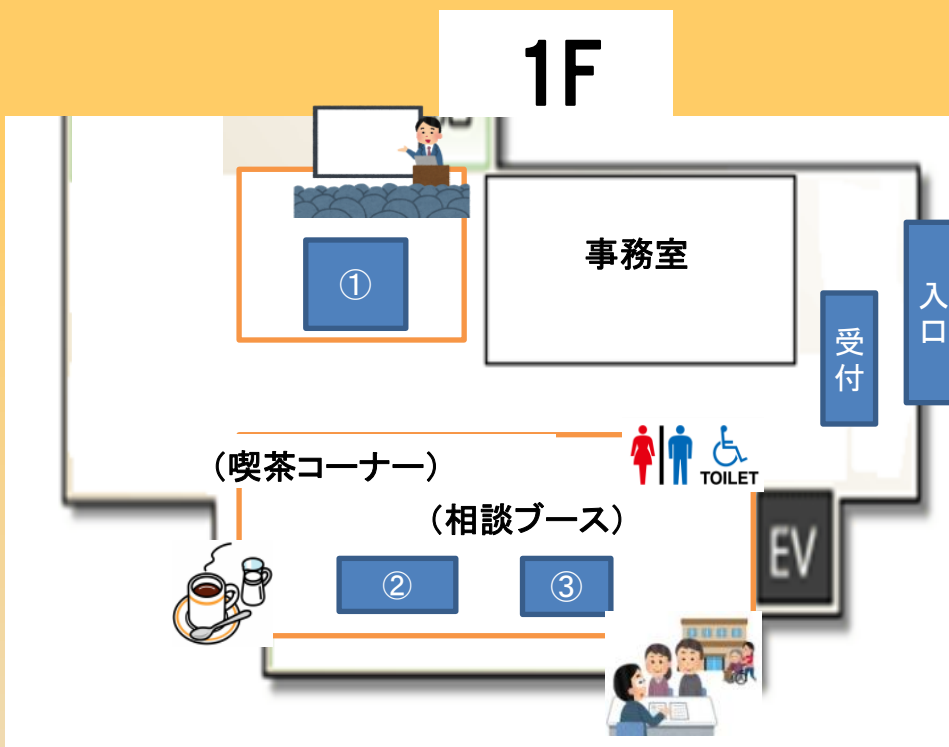 1F
事務室
①
入口
受付
（喫茶コーナー）
TOILET
（相談ブース）
EV
②
③